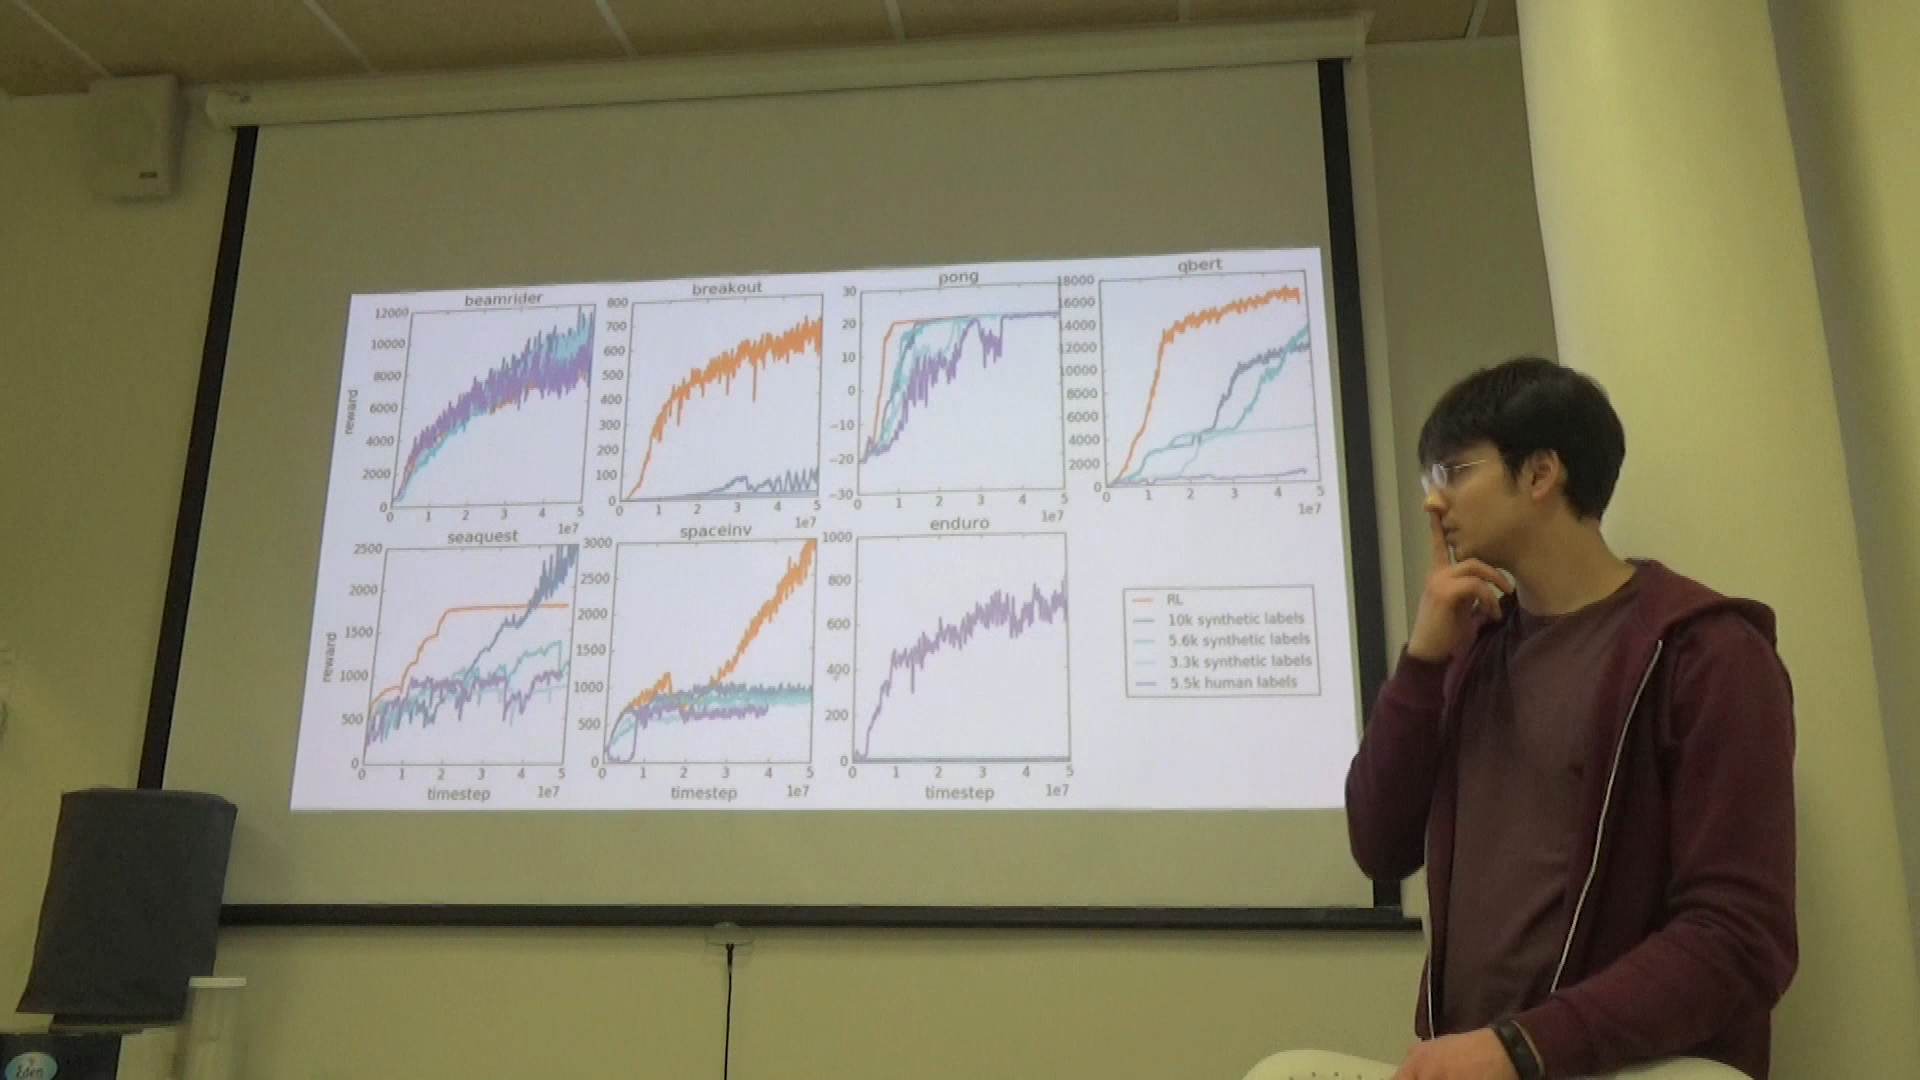 beamrider
12000
10000
8000
6000
4000
2000
0
reward
0 1 2 3 4 5
1e7
breakout
800
700
600
500
400
300
200
100
0
0 1 2 3 4 5
1e7
pong
30
20
10
0
−10
−20
−30
0 1 2 3 4 5
1e7
qbert
18000
16000
14000
12000
10000
8000
6000
4000
2000
0
0 1 2 3 4 5
1e7
seaquest
2500
2000
1500
1000
500
0
reward
0 1 2 3 4 5
timestep 1e7
spaceinv
3000
2500
2000
1500
1000
500
0
0 1 2 3 4 5
timestep 1e7
enduro
1000
800
600
400
200
0
0 1 2 3 4 5
timestep 1e7
RL
10k synthetic labels
5.6k synthetic labels
3.3k synthetic labels
5.5k human labels
Eden